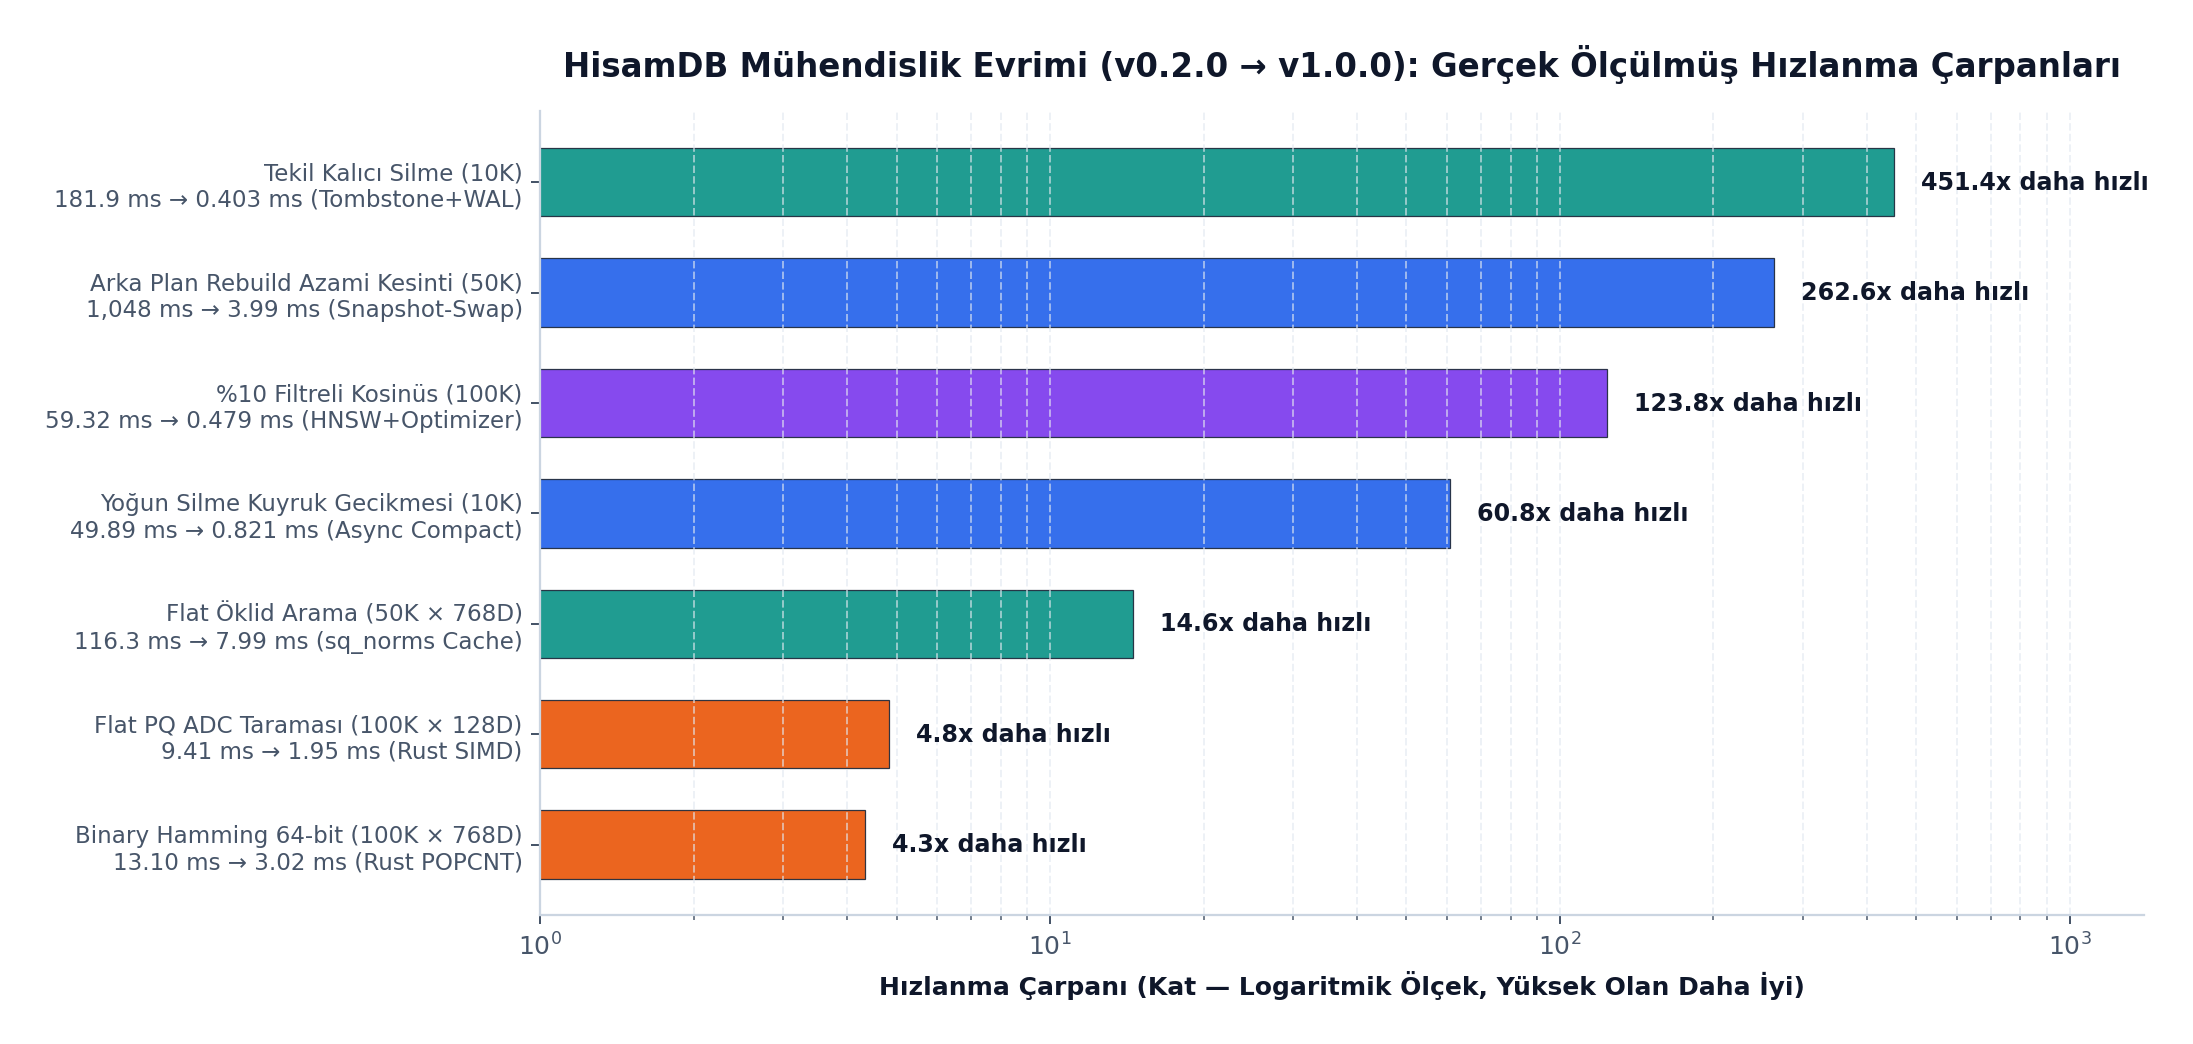 HisamDB Mühendislik Evrimi (v0.2.0 → v1.0.0): Gerçek Ölçülmüş Hızlanma Çarpanları
Tekil Kalıcı Silme (10K)
181.9 ms → 0.403 ms (Tombstone+WAL)
451.4x daha hızlı
Arka Plan Rebuild Azami Kesinti (50K)
1,048 ms → 3.99 ms (Snapshot-Swap)
262.6x daha hızlı
%10 Filtreli Kosinüs (100K)
59.32 ms → 0.479 ms (HNSW+Optimizer)
123.8x daha hızlı
Yoğun Silme Kuyruk Gecikmesi (10K)
49.89 ms → 0.821 ms (Async Compact)
60.8x daha hızlı
Flat Öklid Arama (50K × 768D)
116.3 ms → 7.99 ms (sq_norms Cache)
14.6x daha hızlı
Flat PQ ADC Taraması (100K × 128D)
9.41 ms → 1.95 ms (Rust SIMD)
4.8x daha hızlı
Binary Hamming 64-bit (100K × 768D)
13.10 ms → 3.02 ms (Rust POPCNT)
4.3x daha hızlı
10⁰ 10¹ 10² 10³
Hızlanma Çarpanı (Kat — Logaritmik Ölçek, Yüksek Olan Daha İyi)